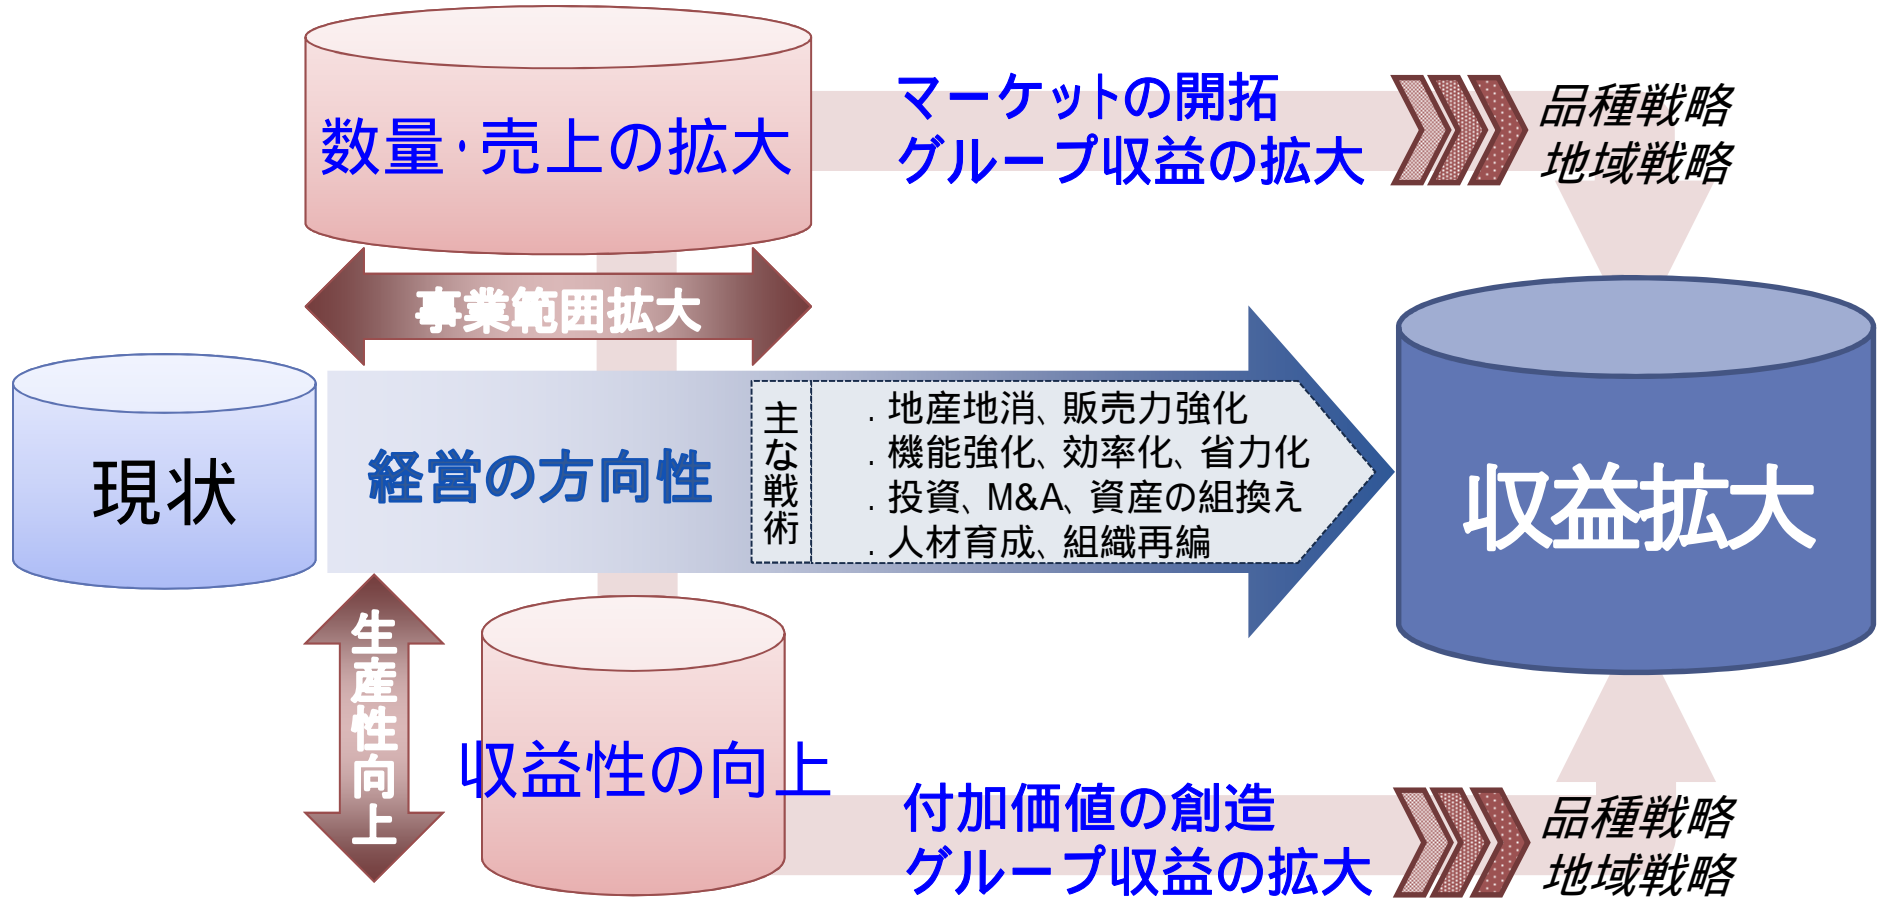 数量・売上の拡大
マーケットの開拓
グループ収益の拡大
品種戦略
地域戦略
事業範囲拡大
現状
経営の方向性
主な戦術
. 地産地消、販売力強化
. 機能強化、効率化、省力化
. 投資、M&A、資産の組換え
. 人材育成、組織再編
収益拡大
生産性向上
収益性の向上
付加価値の創造
グループ収益の拡大
品種戦略
地域戦略